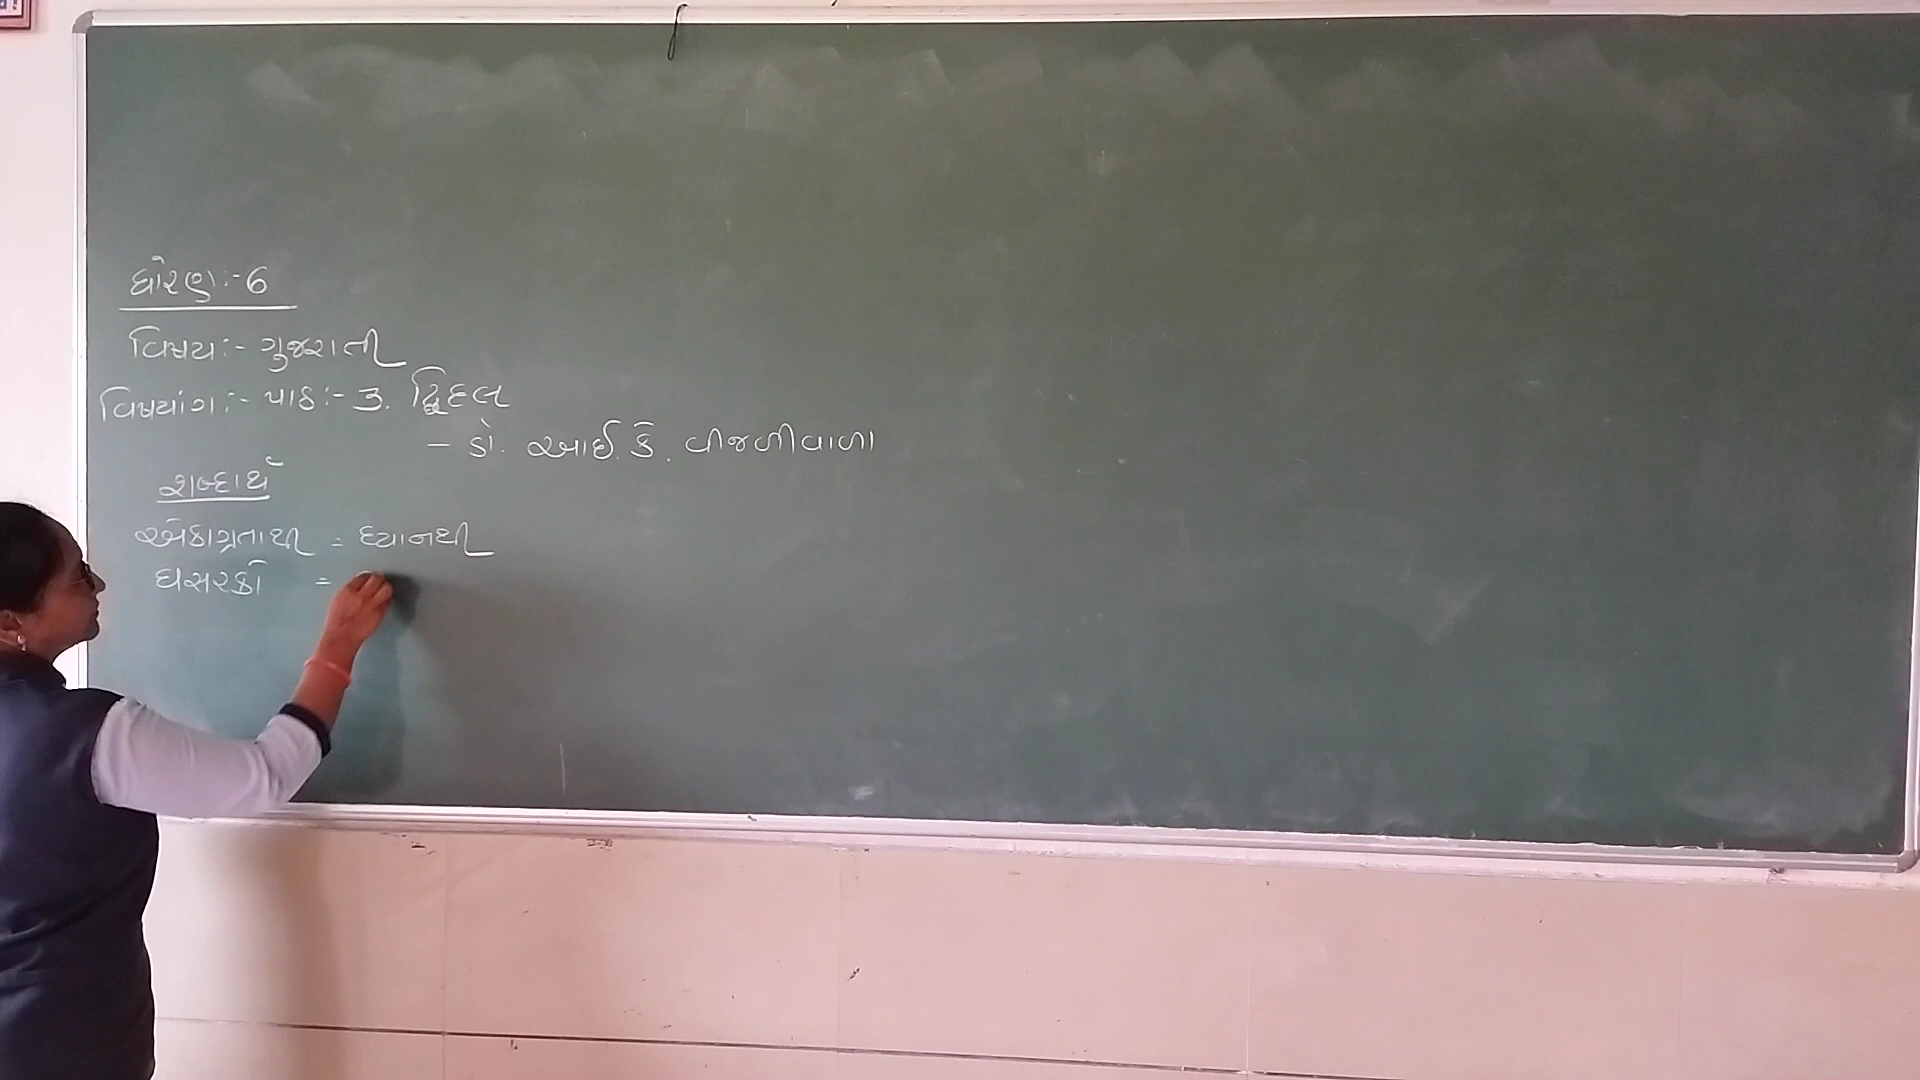 ધોરણ:-6
વિષય:- ગુજરાતી
વિષયાંગ:- પાઠ:- 3. દ્વિદલ
- ડૉ. આઈ. કે. વીજળીવાળા
શબ્દાર્થ
એકાગ્રતાથી = ધ્યાનથી
ઘસરકો =